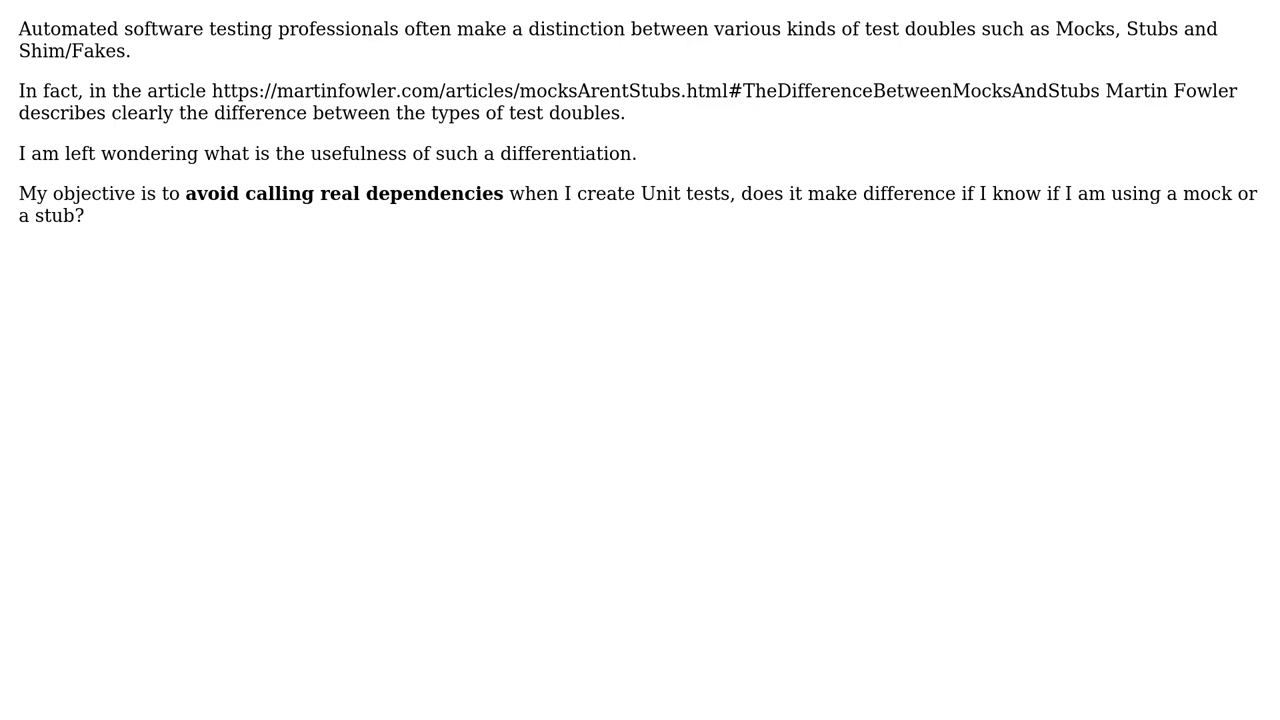 Automated software testing professionals often make a distinction between various kinds of test doubles such as Mocks, Stubs and
Shim/Fakes.
In fact, in the article https://martinfowler.com/articles/mocksArentStubs.html#TheDifferenceBetweenMocksAndStubs Martin Fowler
describes clearly the difference between the types of test doubles.
I am left wondering what is the usefulness of such a differentiation.
My objective is to avoid calling real dependencies when I create Unit tests, does it make difference if I know if I am using a mock or
a stub?